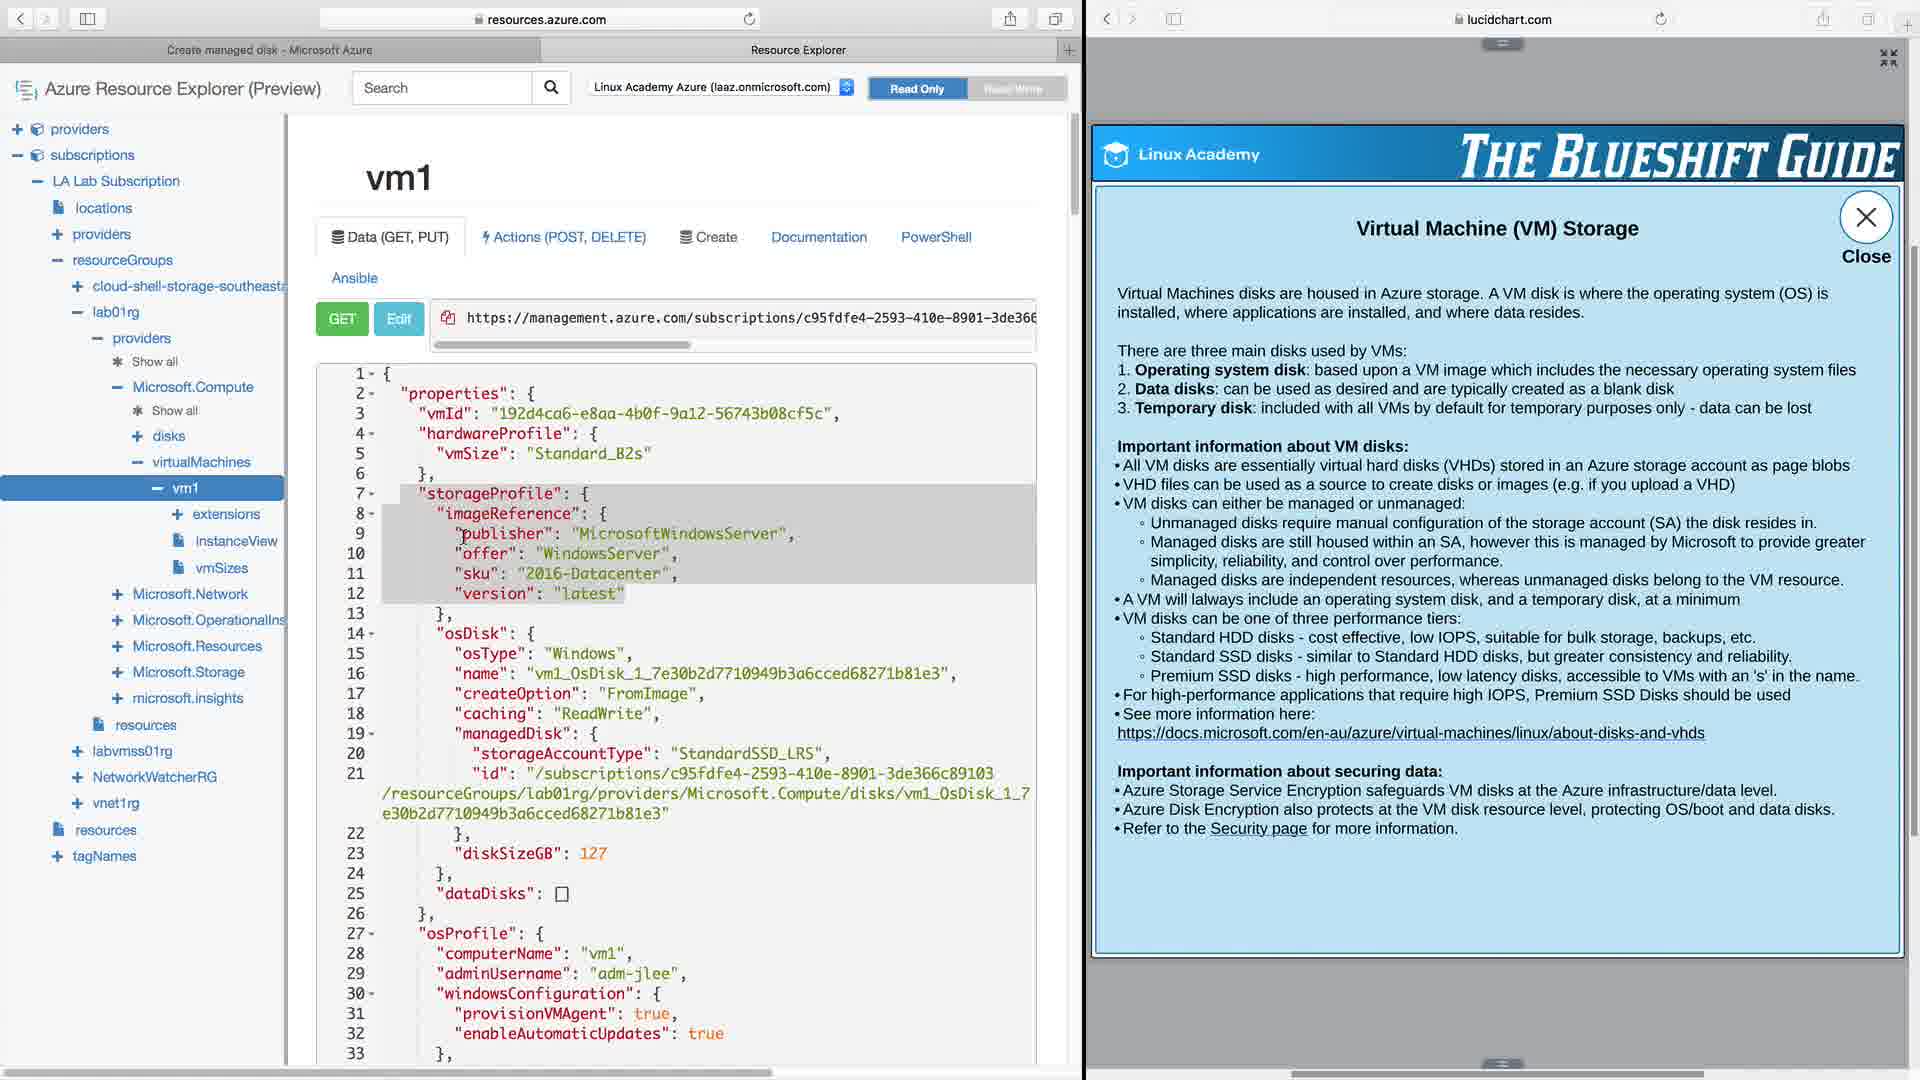 resources.azure.com
Create managed disk - Microsoft Azure
Resource Explorer
Azure Resource Explorer (Preview)
Search
Linux Academy Azure (laaz.onmicrosoft.com)
Read Only
Read/Write
providers
subscriptions
LA Lab Subscription
locations
providers
resourceGroups
cloud-shell-storage-southeasta
lab01rg
providers
Show all
Microsoft.Compute
Show all
disks
virtualMachines
vm1
extensions
InstanceView
vmSizes
Microsoft.Network
Microsoft.OperationalIns
Microsoft.Resources
Microsoft.Storage
microsoft.insights
resources
labvmss01rg
NetworkWatcherRG
vnet1rg
resources
tagNames
vm1
Data (GET, PUT)
Actions (POST, DELETE)
Create
Documentation
PowerShell
Ansible
GET
Edit
https://management.azure.com/subscriptions/c95fdfe4-2593-410e-8901-3de366
1 {
2 "properties": {
3 "vmId": "192d4ca6-e8aa-4b0f-9a12-56743b08cf5c",
4 "hardwareProfile": {
5 "vmSize": "Standard_B2s"
6 },
7 "storageProfile": {
8 "imageReference": {
9 "publisher": "MicrosoftWindowsServer",
10 "offer": "WindowsServer",
11 "sku": "2016-Datacenter",
12 "version": "latest"
13 },
14 "osDisk": {
15 "osType": "Windows",
16 "name": "vm1_OsDisk_1_7e30b2d7710949b3a6cced68271b81e3",
17 "createOption": "FromImage",
18 "caching": "ReadWrite",
19 "managedDisk": {
20 "storageAccountType": "StandardSSD_LRS",
21 "id": "/subscriptions/c95fdfe4-2593-410e-8901-3de366c89103
/resourceGroups/lab01rg/providers/Microsoft.Compute/disks/vm1_OsDisk_1_7
e30b2d7710949b3a6cced68271b81e3"
22 },
23 "diskSizeGB": 127
24 },
25 "dataDisks": []
26 },
27 "osProfile": {
28 "computerName": "vm1",
29 "adminUsername": "adm-jlee",
30 "windowsConfiguration": {
31 "provisionVMAgent": true,
32 "enableAutomaticUpdates": true
33 },
lucidchart.com
Linux Academy
THE BLUESHIFT GUIDE
Close
Virtual Machine (VM) Storage
Virtual Machines disks are housed in Azure storage. A VM disk is where the operating system (OS) is
installed, where applications are installed, and where data resides.
There are three main disks used by VMs:
1. Operating system disk: based upon a VM image which includes the necessary operating system files
2. Data disks: can be used as desired and are typically created as a blank disk
3. Temporary disk: included with all VMs by default for temporary purposes only - data can be lost
Important information about VM disks:
• All VM disks are essentially virtual hard disks (VHDs) stored in an Azure storage account as page blobs
• VHD files can be used as a source to create disks or images (e.g. if you upload a VHD)
• VM disks can either be managed or unmanaged:
◦ Unmanaged disks require manual configuration of the storage account (SA) the disk resides in.
◦ Managed disks are still housed within an SA, however this is managed by Microsoft to provide greater
simplicity, reliability, and control over performance.
◦ Managed disks are independent resources, whereas unmanaged disks belong to the VM resource.
• A VM will lalways include an operating system disk, and a temporary disk, at a minimum
• VM disks can be one of three performance tiers:
◦ Standard HDD disks - cost effective, low IOPS, suitable for bulk storage, backups, etc.
◦ Standard SSD disks - similar to Standard HDD disks, but greater consistency and reliability.
◦ Premium SSD disks - high performance, low latency disks, accessible to VMs with an 's' in the name.
• For high-performance applications that require high IOPS, Premium SSD Disks should be used
• See more information here:
https://docs.microsoft.com/en-au/azure/virtual-machines/linux/about-disks-and-vhds
Important information about securing data:
• Azure Storage Service Encryption safeguards VM disks at the Azure infrastructure/data level.
• Azure Disk Encryption also protects at the VM disk resource level, protecting OS/boot and data disks.
• Refer to the Security page for more information.